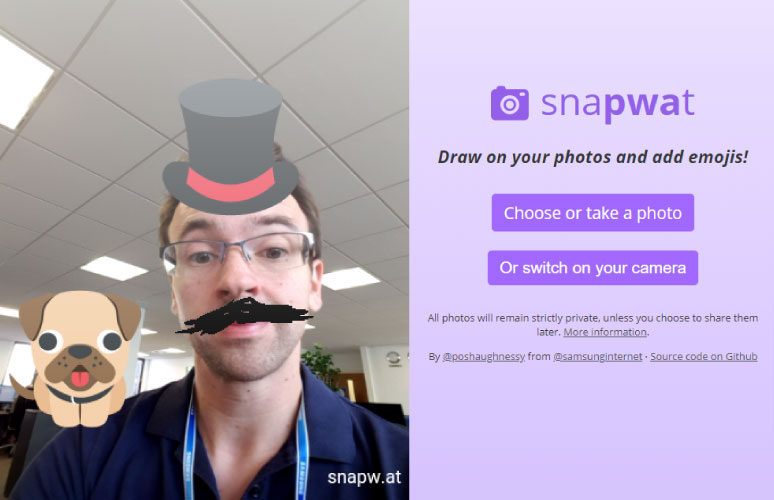 snapwat
Draw on your photos and add emojis!
Choose or take a photo
Or switch on your camera
All photos will remain strictly private, unless you choose to share them
later. More information.
By @poshaughnessy from @samsunginternet · Source code on Github
snapw.at